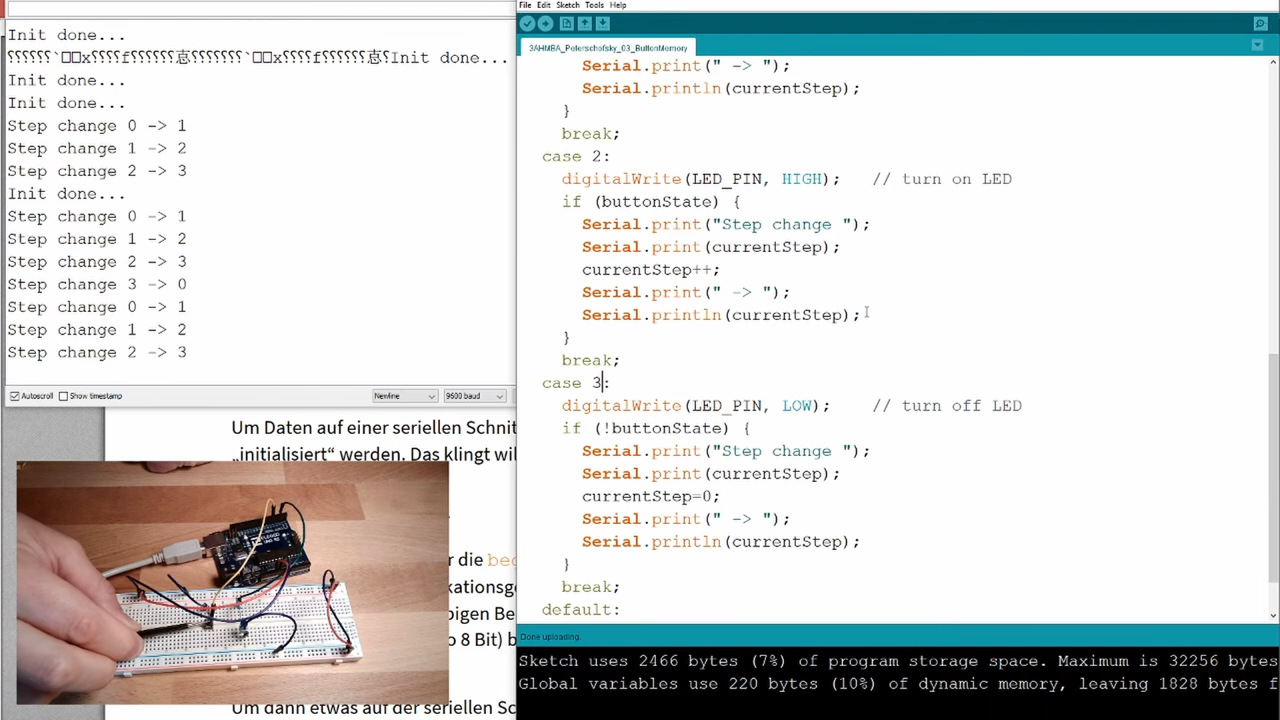 File Edit Sketch Tools Help
3AHMBA_Peterschofsky_03_ButtonMemory
Init done...
Init done...
Init done...
Init done...
Step change 0 -> 1
Step change 1 -> 2
Step change 2 -> 3
Init done...
Step change 0 -> 1
Step change 1 -> 2
Step change 2 -> 3
Step change 3 -> 0
Step change 0 -> 1
Step change 1 -> 2
Step change 2 -> 3
Autoscroll Show timestamp Newline 9600 baud
Um Daten auf einer seriellen Schnit
„initialisiert“ werden. Das klingt wil
r die bec
kationsge
bigen Be
o 8 Bit) b
Um dann etwas auf der seriellen S
Serial.print(" -> ");
Serial.println(currentStep);
}
break;
case 2:
digitalWrite(LED_PIN, HIGH); // turn on LED
if (buttonState) {
Serial.print("Step change ");
Serial.print(currentStep);
currentStep++;
Serial.print(" -> ");
Serial.println(currentStep);
}
break;
case 3:
digitalWrite(LED_PIN, LOW); // turn off LED
if (!buttonState) {
Serial.print("Step change ");
Serial.print(currentStep);
currentStep=0;
Serial.print(" -> ");
Serial.println(currentStep);
}
break;
default:
Done uploading.
Sketch uses 2466 bytes (7%) of program storage space. Maximum is 32256 bytes
Global variables use 220 bytes (10%) of dynamic memory, leaving 1828 bytes f